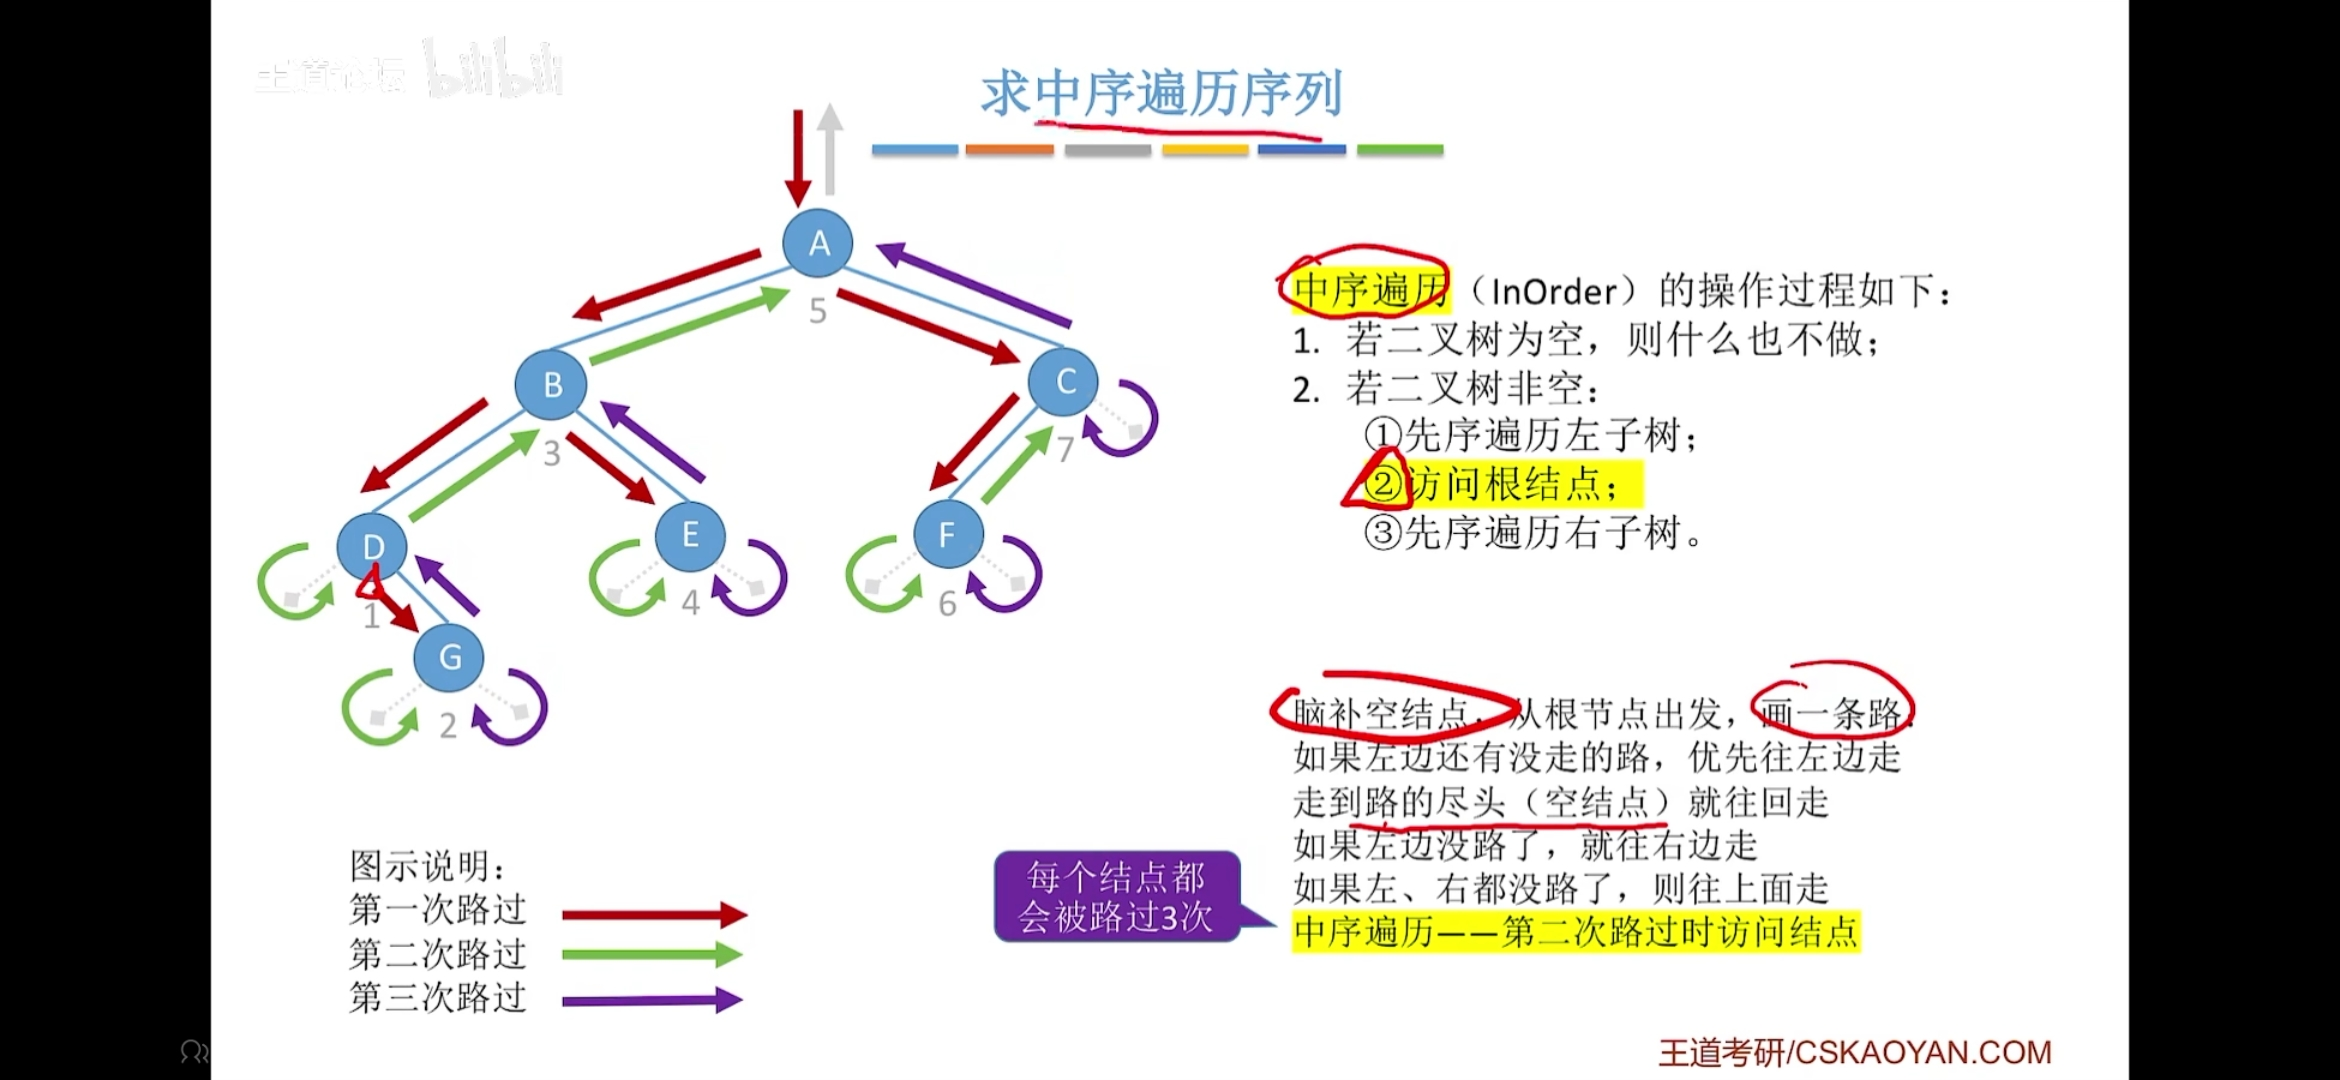 王道论坛 bilibili
求中序遍历序列
A
5
B
C
3
7
D
E
F
1
4
6
G
2
中序遍历（InOrder）的操作过程如下：
1. 若二叉树为空，则什么也不做；
2. 若二叉树非空：
①先序遍历左子树；
②访问根结点；
③先序遍历右子树。
脑补空结点，从根节点出发，画一条路：
如果左边还有没走的路，优先往左边走
走到路的尽头（空结点）就往回走
如果左边没路了，就往右边走
如果左、右都没路了，则往上面走
中序遍历——第二次路过时访问结点
每个结点都
会被路过3次
图示说明：
第一次路过
第二次路过
第三次路过
王道考研/CSKAOYAN.COM